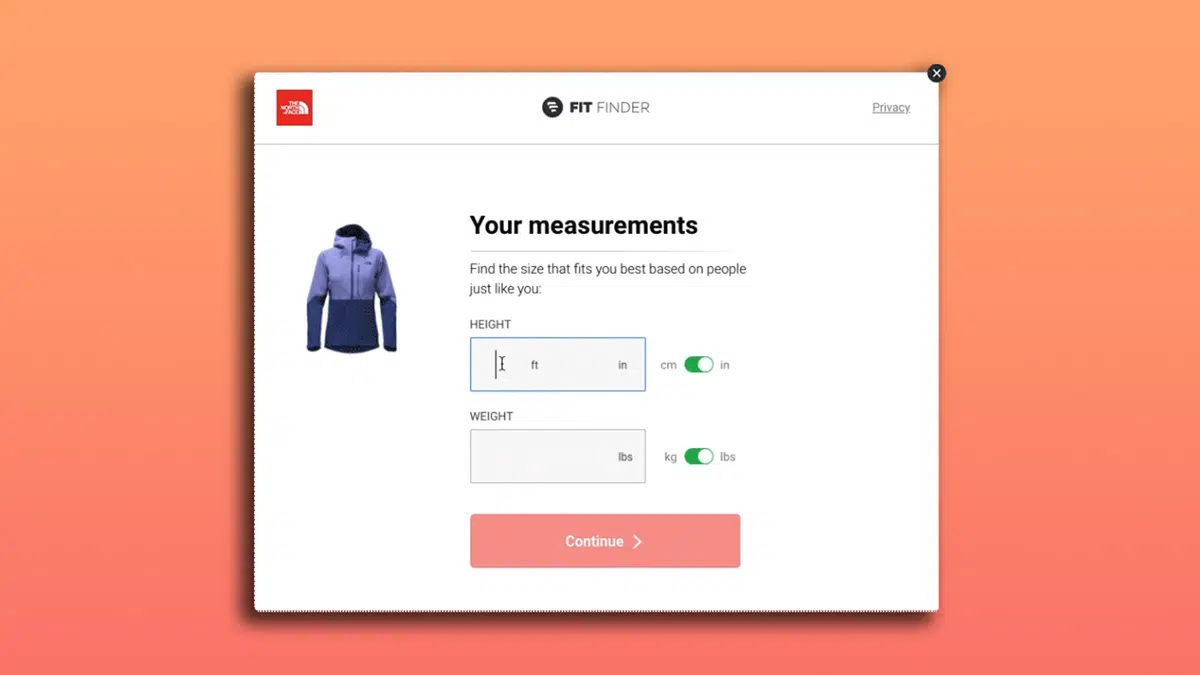 THE
NORTH
FACE
FIT FINDER
Privacy
Your measurements
Find the size that fits you best based on people
just like you:
HEIGHT
ft in cm in
WEIGHT
lbs kg lbs
Continue